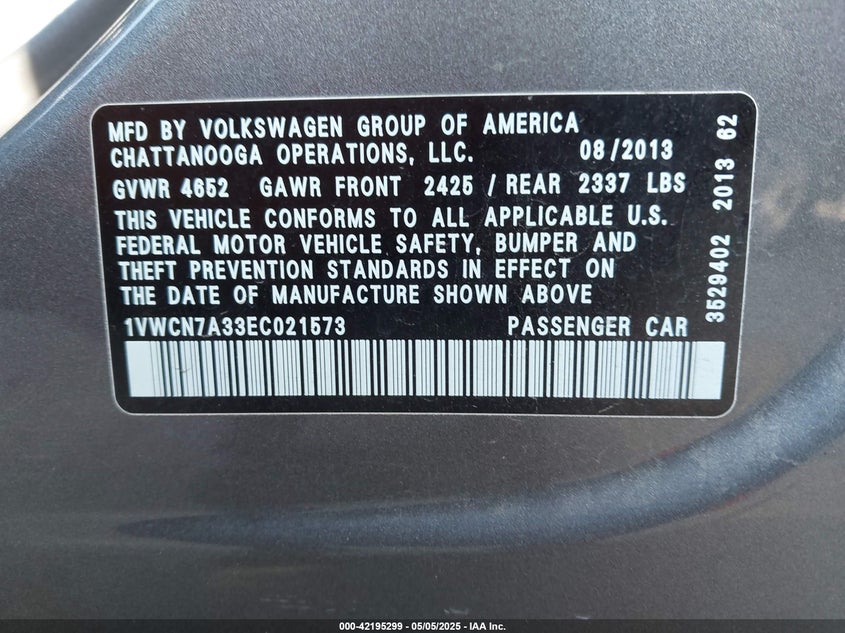 MFD BY VOLKSWAGEN GROUP OF AMERICA
CHATTANOOGA OPERATIONS, LLC. 08/2013
GVWR 4652 GAWR FRONT 2425 / REAR 2337 LBS
THIS VEHICLE CONFORMS TO ALL APPLICABLE U.S.
FEDERAL MOTOR VEHICLE SAFETY, BUMPER AND
THEFT PREVENTION STANDARDS IN EFFECT ON
THE DATE OF MANUFACTURE SHOWN ABOVE
1VWCN7A33EC021573 PASSENGER CAR
3529402 2013 62
000-42195299 - 05/05/2025 - IAA Inc.